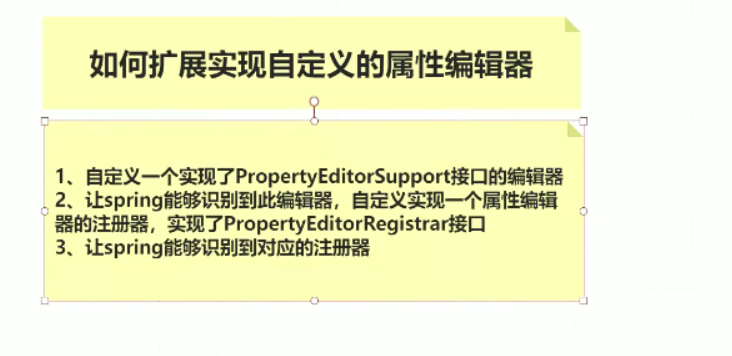 如何扩展实现自定义的属性编辑器
1、自定义一个实现了PropertyEditorSupport接口的编辑器
2、让spring能够识别到此编辑器，自定义实现一个属性编辑
器的注册器，实现了PropertyEditorRegistrar接口
3、让spring能够识别到对应的注册器